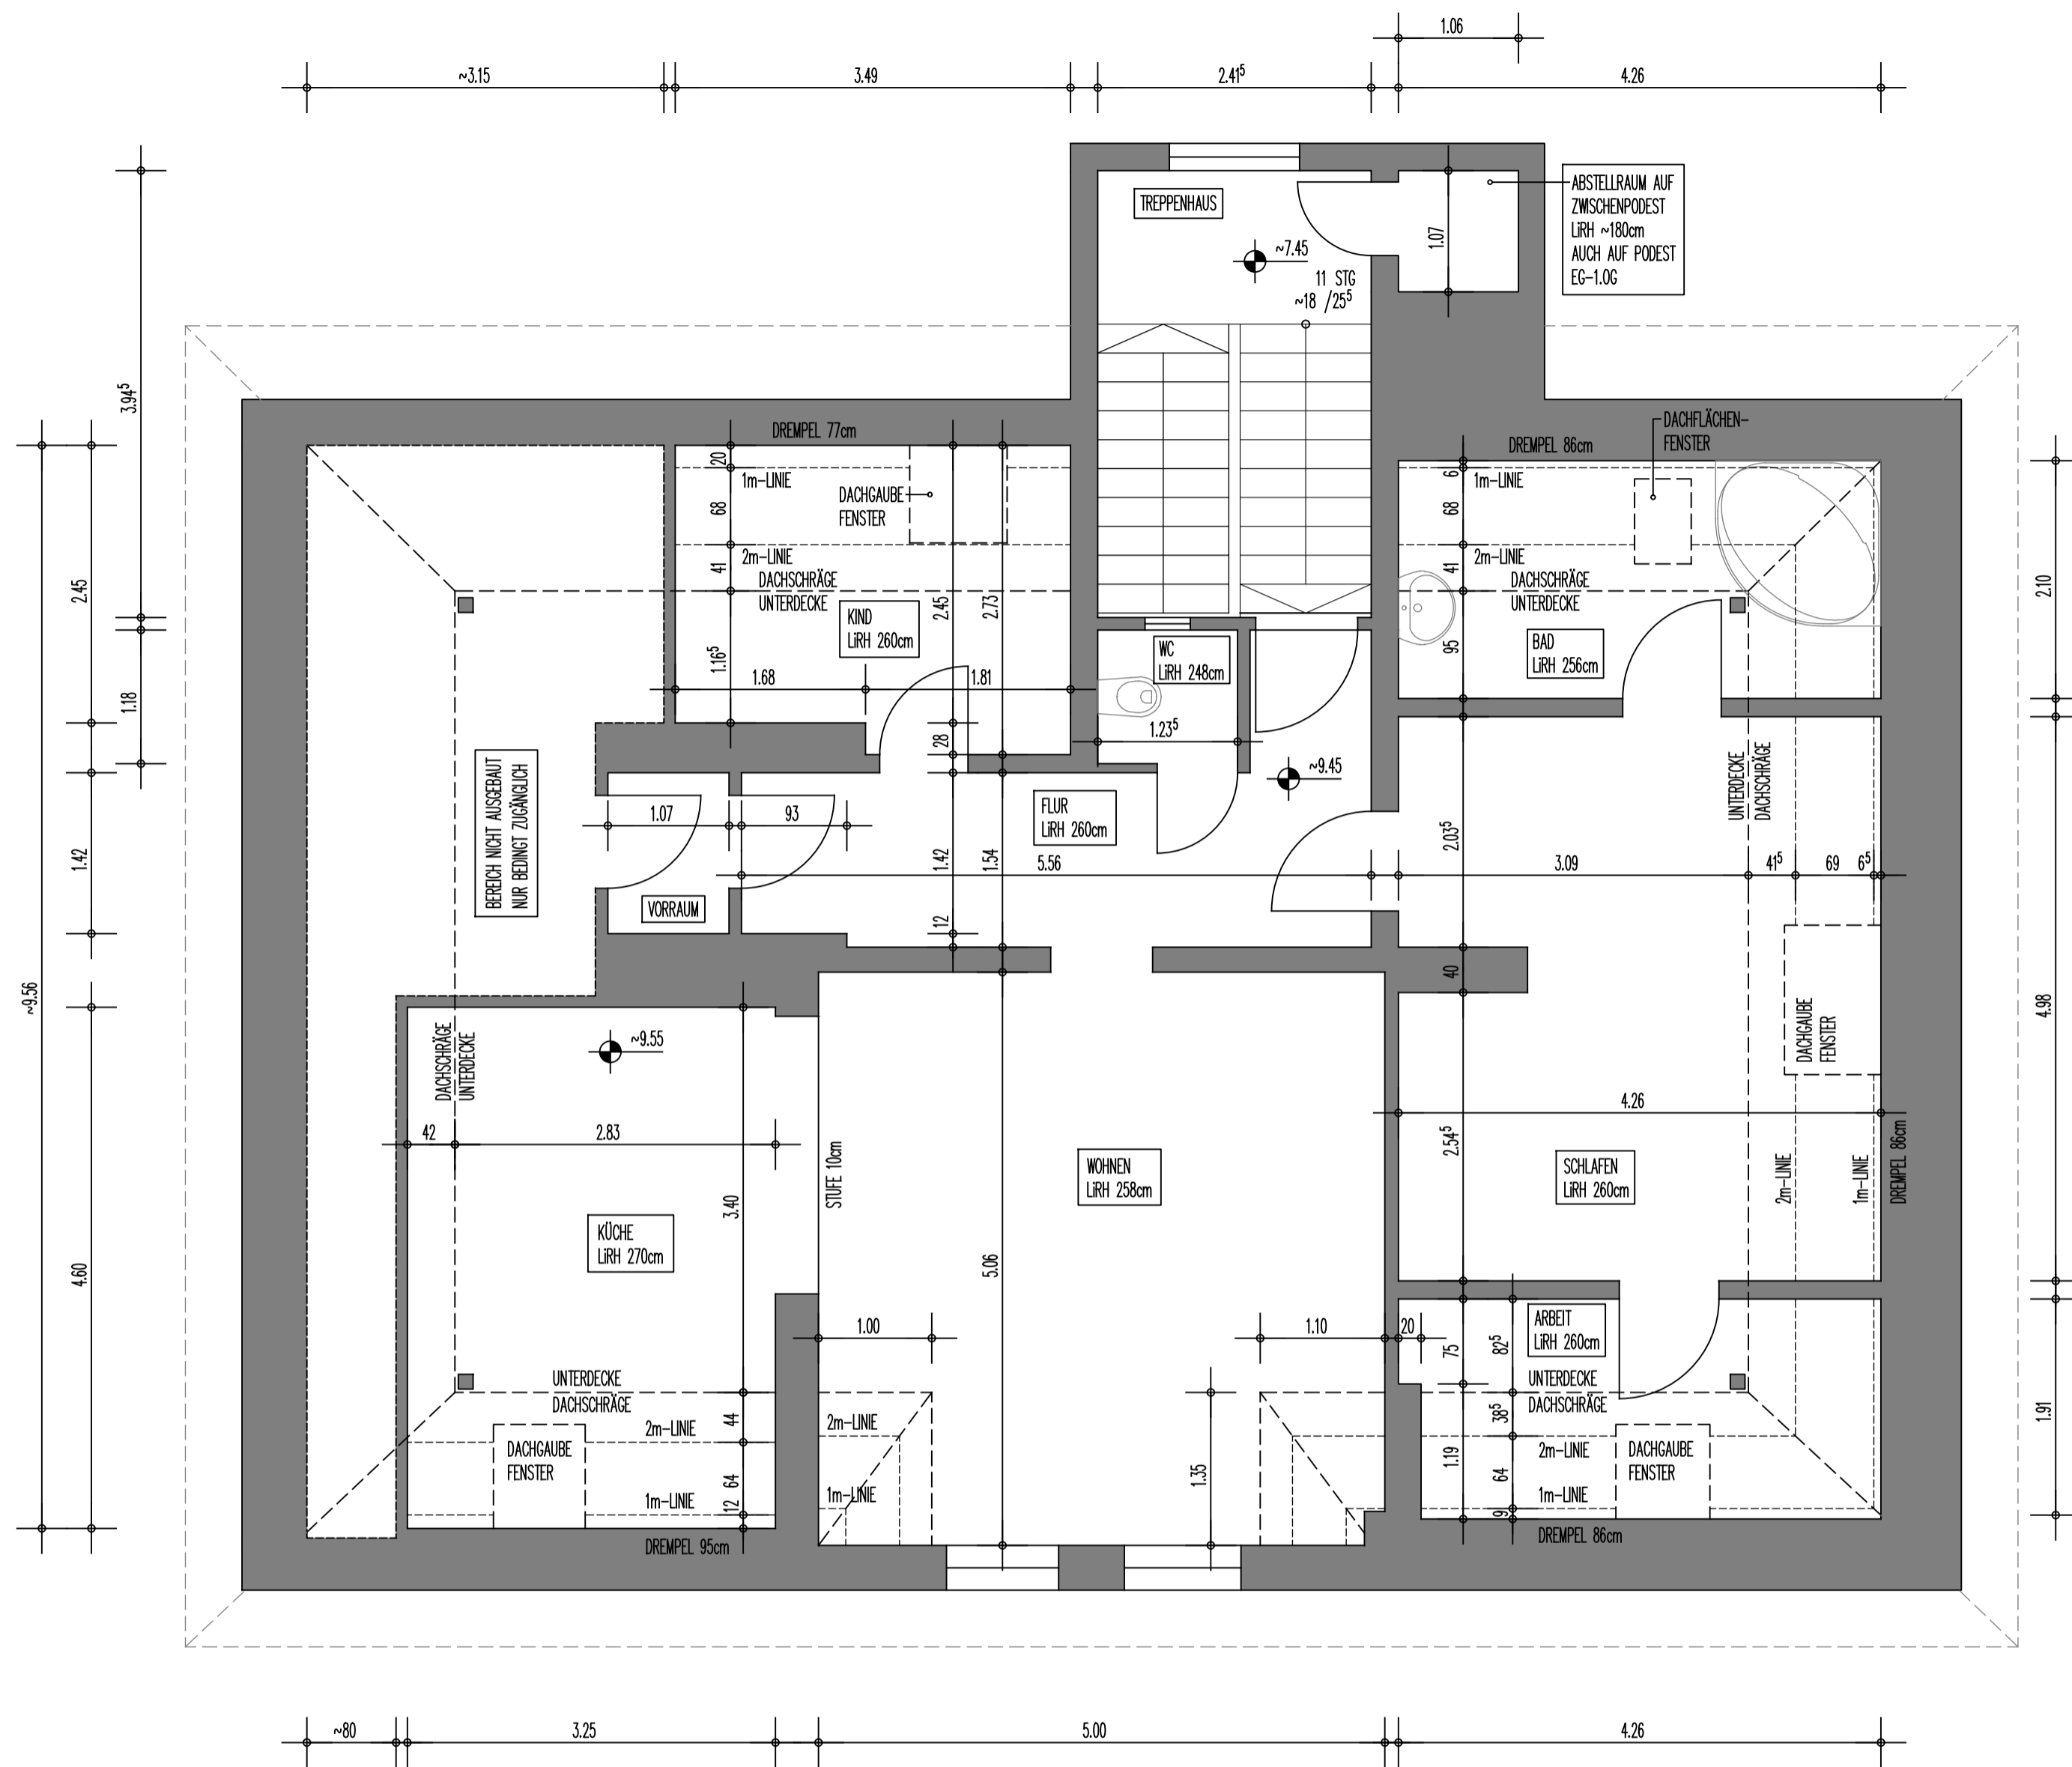 1.06
~3.15
3.49
2.41⁵
4.26
TREPPENHAUS
~7.45
11 STG
~18 /25⁵
1.07
ABSTELLRAUM AUF
ZWISCHENPODEST
LiRH ~180cm
AUCH AUF PODEST
EG-1.OG
3.94⁵
1.18
2.45
1.42
4.60
~9.56
DREMPEL 77cm
20
1m-LINIE
68
DACHGAUBE
FENSTER
2m-LINIE
41
DACHSCHRÄGE
UNTERDECKE
KIND
LiRH 260cm
1.16⁵
2.45
2.73
1.68
1.81
28
WC
LiRH 248cm
1.23⁵
DREMPEL 86cm
DACHFLÄCHEN-
FENSTER
6
1m-LINIE
68
2m-LINIE
41
DACHSCHRÄGE
UNTERDECKE
95
BAD
LiRH 256cm
2.10
BEREICH NICHT AUSGEBAUT
NUR BEDINGT ZUGÄNGLICH
1.07
93
VORRAUM
FLUR
LiRH 260cm
~9.45
1.42
1.54
5.56
12
UNTERDECKE
DACHSCHRÄGE
2.03⁵
3.09
41⁵
69
6⁵
40
DACHGAUBE
FENSTER
4.98
DACHSCHRÄGE
UNTERDECKE
~9.55
42
2.83
3.40
STUFE 10cm
KÜCHE
LiRH 270cm
WOHNEN
LiRH 258cm
5.06
4.26
2.54⁵
SCHLAFEN
LiRH 260cm
2m-LINIE
1m-LINIE
DREMPEL 86cm
UNTERDECKE
DACHSCHRÄGE
44
2m-LINIE
DACHGAUBE
FENSTER
64
1m-LINIE
12
DREMPEL 95cm
1.00
2m-LINIE
1m-LINIE
1.10
1.35
20
75
82⁵
ARBEIT
LiRH 260cm
UNTERDECKE
DACHSCHRÄGE
38⁵
1.19
2m-LINIE
DACHGAUBE
FENSTER
64
1m-LINIE
9
DREMPEL 86cm
1.91
~80
3.25
5.00
4.26